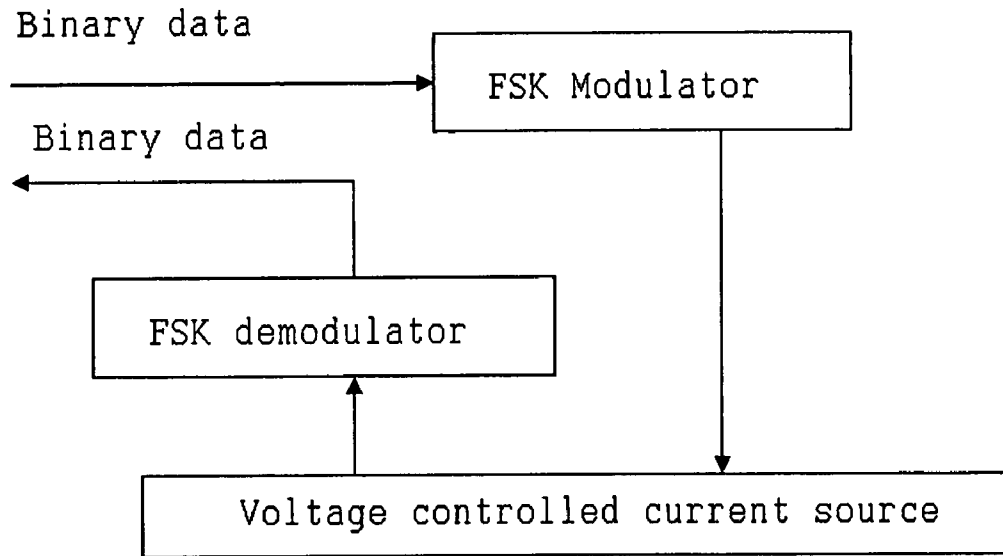 Binary data
FSK Modulator
Binary data
FSK demodulator
Voltage controlled current source